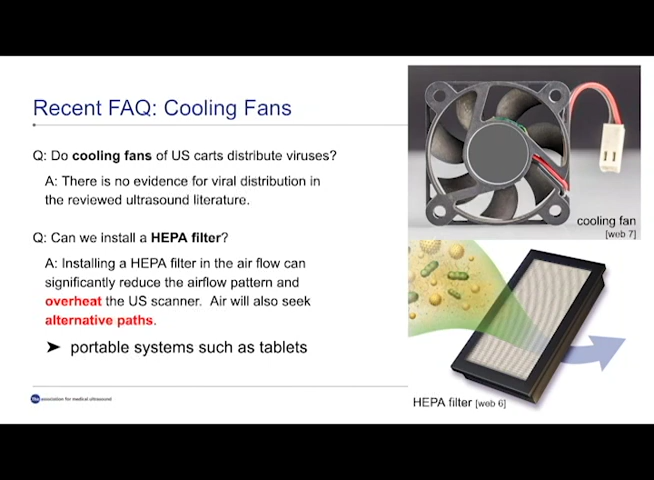 Recent FAQ: Cooling Fans
Q: Do cooling fans of US carts distribute viruses?
A: There is no evidence for viral distribution in
the reviewed ultrasound literature.
Q: Can we install a HEPA filter?
A: Installing a HEPA filter in the air flow can
significantly reduce the airflow pattern and
overheat the US scanner. Air will also seek
alternative paths.
➤ portable systems such as tablets
cooling fan
[web 7]
HEPA filter [web 6]
the association for medical ultrasound